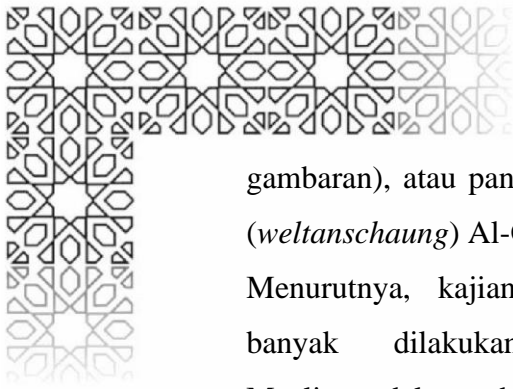 gambaran), atau pan
(weltanschaung) Al-
Menurutnya, kajian
banyak dilakukan